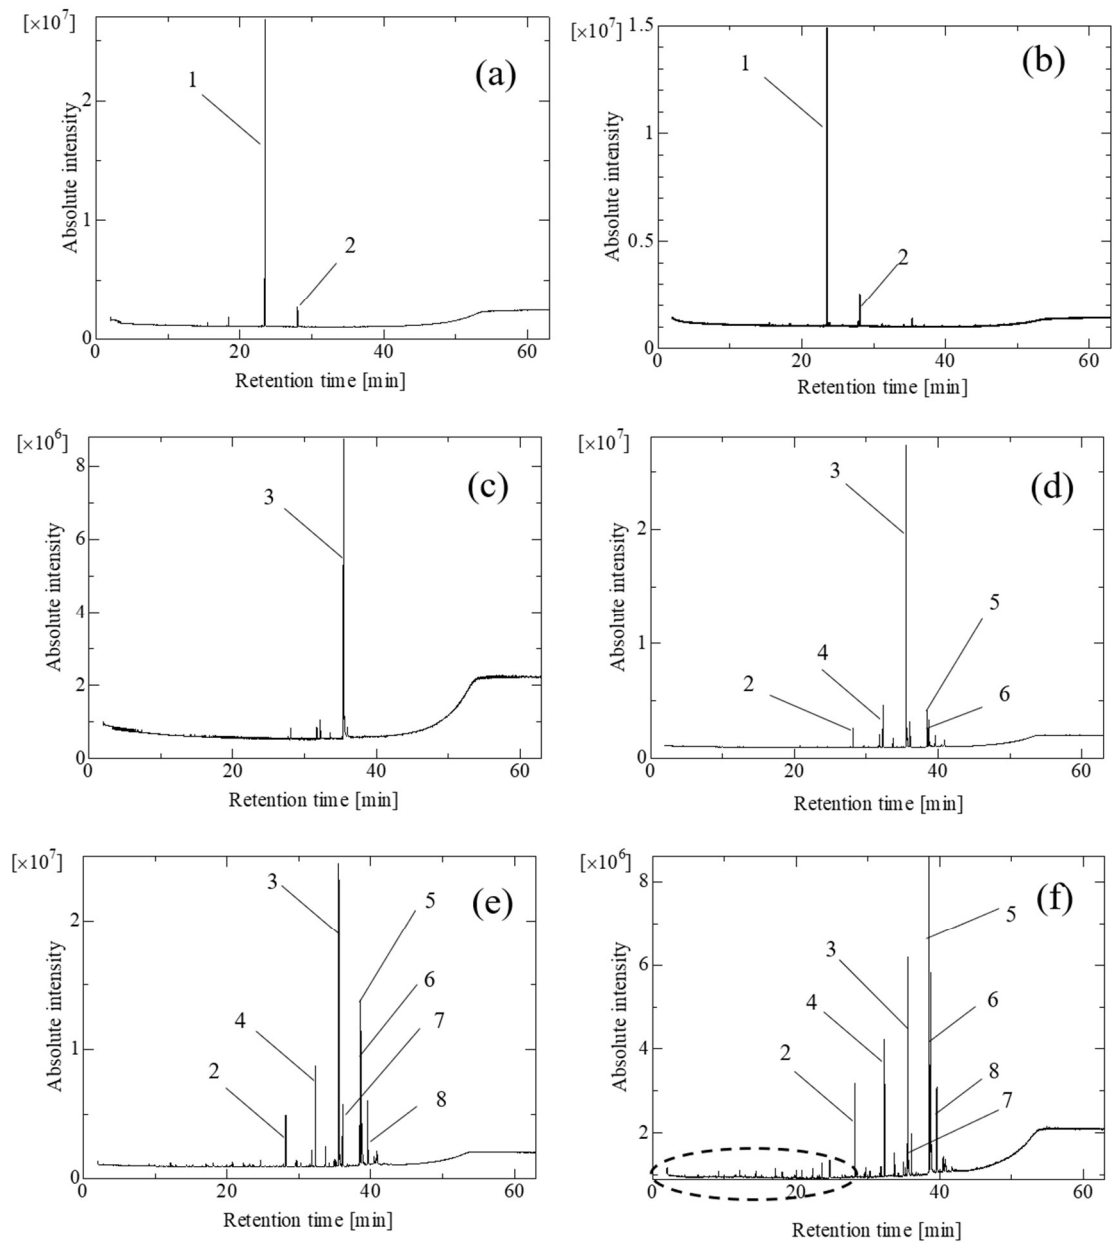 [×10⁷]
(a)
1
2
2
1
0
Absolute intensity
0 20 40 60
Retention time [min]
[×10⁷]
(b)
1
2
1.5
1
0.5
0
Absolute intensity
0 20 40 60
Retention time [min]
[×10⁶]
(c)
3
8
6
4
2
0
Absolute intensity
0 20 40 60
Retention time [min]
[×10⁷]
(d)
3
5
4
2
6
2
1
0
Absolute intensity
0 20 40 60
Retention time [min]
[×10⁷]
(e)
3
5
6
4
7
2
8
2
1
0
Absolute intensity
0 20 40 60
Retention time [min]
[×10⁶]
(f)
5
3
4
6
2
8
7
8
6
4
2
Absolute intensity
0 20 40 60
Retention time [min]